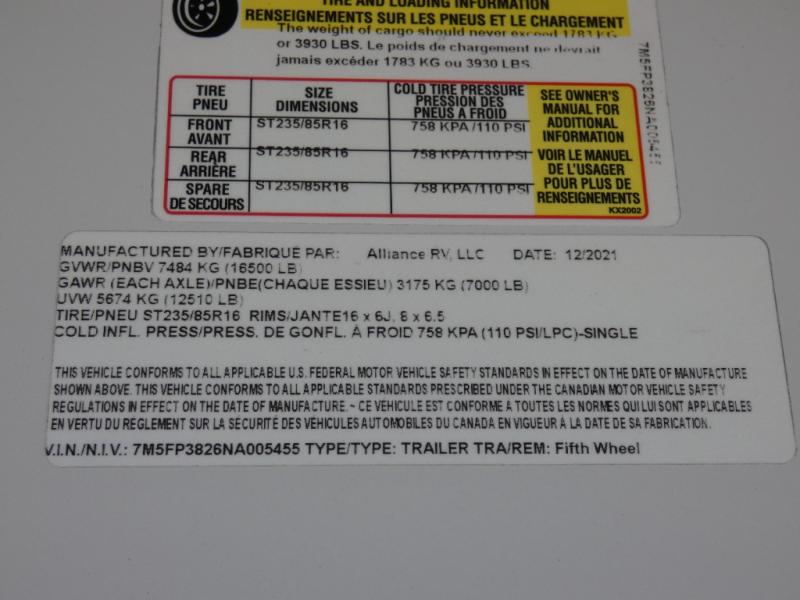 TIRE AND LOADING INFORMATION
RENSEIGNEMENTS SUR LES PNEUS ET LE CHARGEMENT
The weight of cargo should never exceed 1783 KG
or 3930 LBS. Le poids de chargement ne devrait
jamais excéder 1783 KG ou 3930 LBS.
TIRE PNEU SIZE DIMENSIONS COLD TIRE PRESSURE PRESSION DES PNEUS A FROID
FRONT AVANT ST235/85R16 758 KPA /110 PSI
REAR ARRIÈRE ST235/85R16 758 KPA /110 PSI
SPARE DE SECOURS ST235/85R16 758 KPA /110 PSI
SEE OWNER'S
MANUAL FOR
ADDITIONAL
INFORMATION
VOIR LE MANUEL
DE L'USAGER
POUR PLUS DE
RENSEIGNEMENTS
KX2002
7M5FP3826NA005455
MANUFACTURED BY/FABRIQUE PAR: Alliance RV, LLC DATE: 12/2021
GVWR/PNBV 7484 KG (16500 LB)
GAWR (EACH AXLE)/PNBE(CHAQUE ESSIEU) 3175 KG (7000 LB)
UVW 5674 KG (12510 LB)
TIRE/PNEU ST235/85R16 RIMS/JANTE16 x 6J, 8 x 6.5
COLD INFL. PRESS/PRESS. DE GONFL. À FROID 758 KPA (110 PSI/LPC)-SINGLE
THIS VEHICLE CONFORMS TO ALL APPLICABLE U.S. FEDERAL MOTOR VEHICLE SAFETY STANDARDS IN EFFECT ON THE DATE OF MANUFACTURE
SHOWN ABOVE. THIS VEHICLE CONFORMS TO ALL APPLICABLE STANDARDS PRESCRIBED UNDER THE CANADIAN MOTOR VEHICLE SAFETY
REGULATIONS IN EFFECT ON THE DATE OF MANUFACTURE. ~ CE VEHICULE EST CONFORME A TOUTES LES NORMES QUI LUI SONT APPLICABLES
EN VERTU DU REGLEMENT SUR LA SÉCURITÉ DES VÉHICULES AUTOMOBILES DU CANADA EN VIGUEUR À LA DATE DE SA FABRICATION.
V.I.N./N.I.V.: 7M5FP3826NA005455 TYPE/TYPE: TRAILER TRA/REM: Fifth Wheel